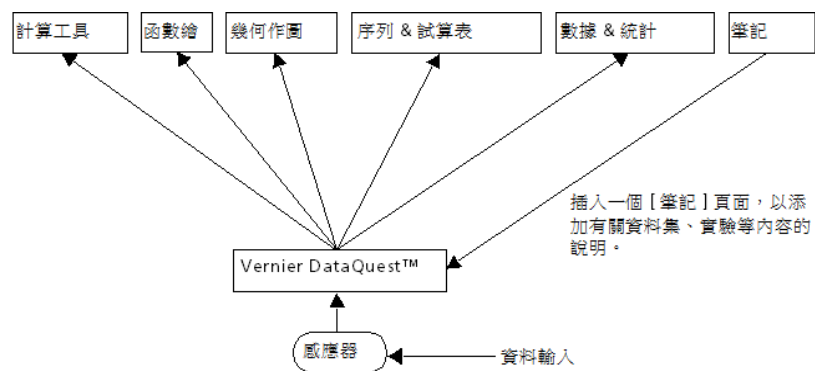 計算工具
函數繪
幾何作圖
序列 & 試算表
數據 & 統計
筆記
插入一個 [ 筆記 ] 頁面，以添
加有關資料集、實驗等內容的
說明。
Vernier DataQuest™
感應器
資料輸入